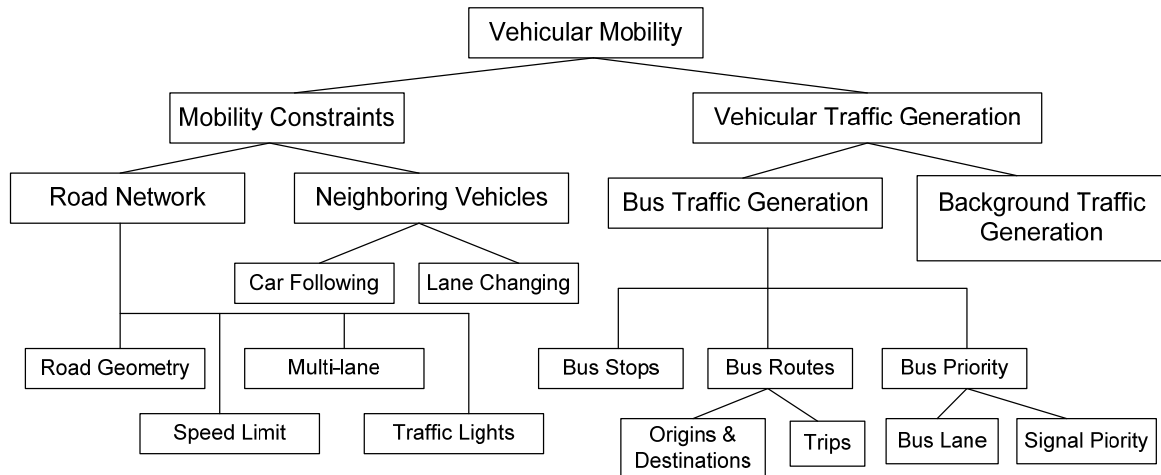 Vehicular Mobility
Mobility Constraints
Vehicular Traffic Generation
Road Network
Neighboring Vehicles
Bus Traffic Generation
Background Traffic
Generation
Car Following
Lane Changing
Road Geometry
Multi-lane
Bus Stops
Bus Routes
Bus Priority
Speed Limit
Traffic Lights
Origins &
Destinations
Trips
Bus Lane
Signal Piority